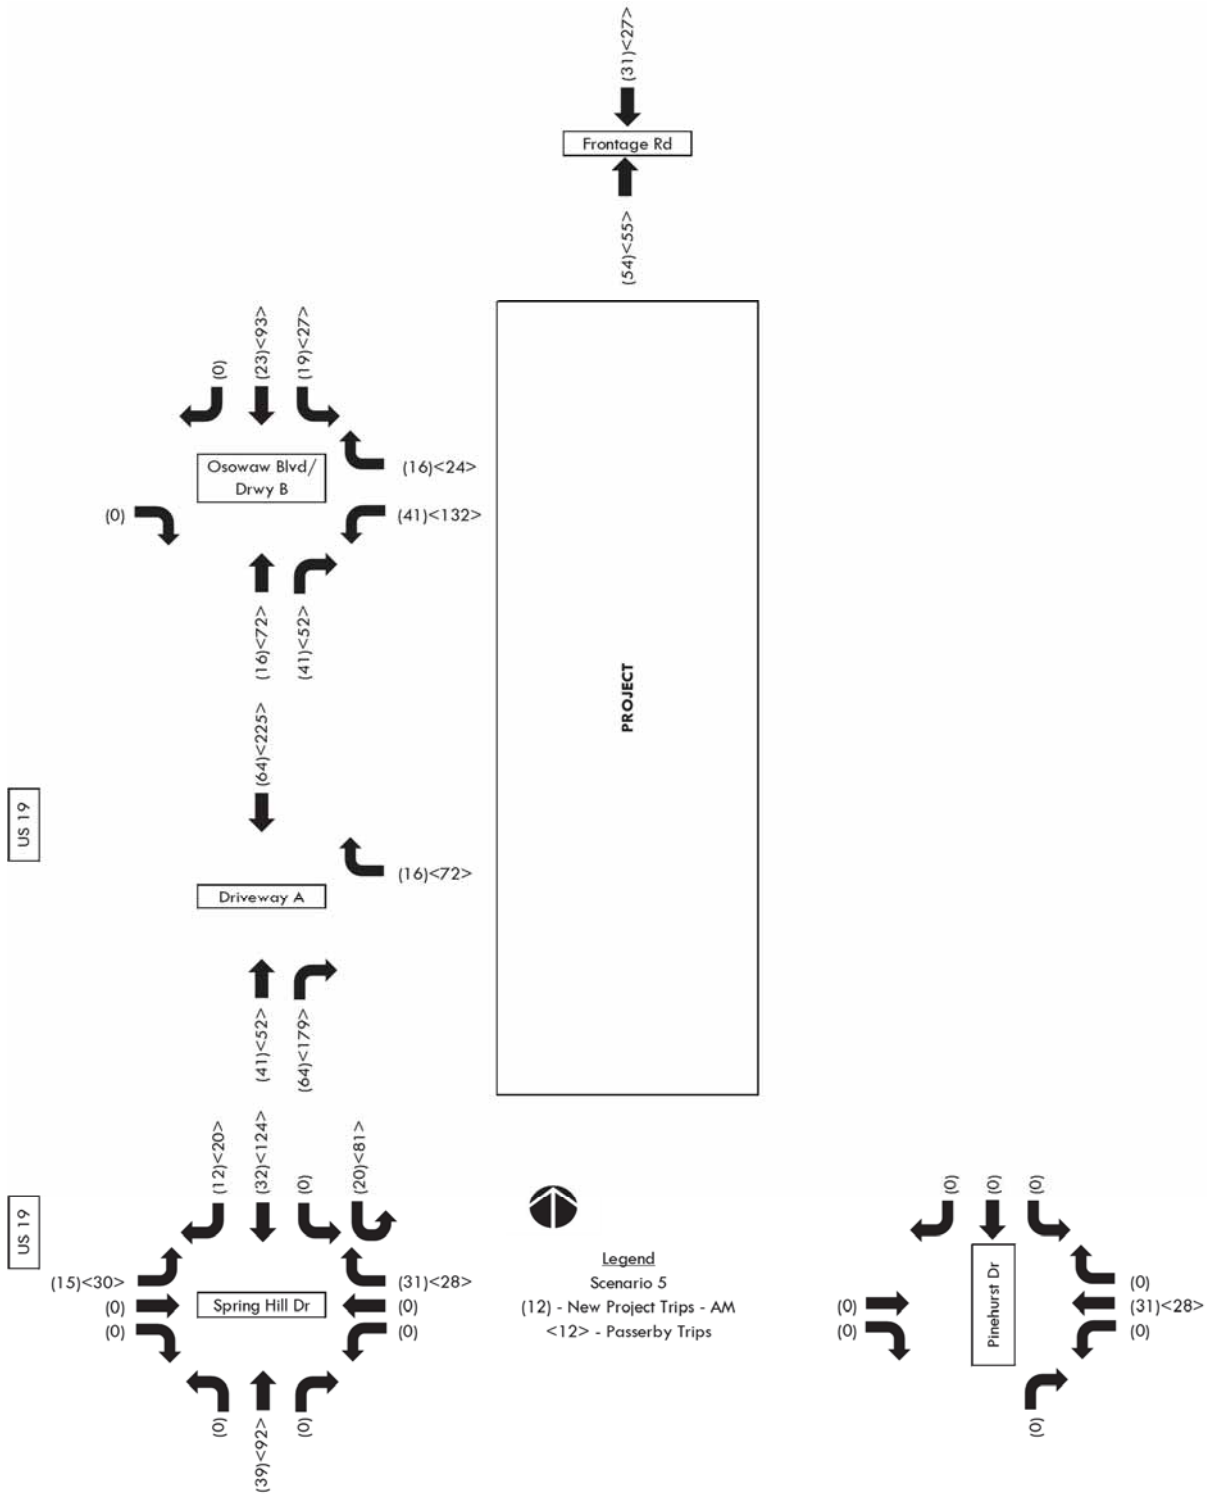 (31)<27>
Frontage Rd
(54)<55>
(0)
(23)<93>
(19)<27>
Osowaw Blvd/
Drwy B
(16)<24>
(0)
(41)<132>
(16)<72>
(41)<52>
PROJECT
(64)<225>
US 19
(16)<72>
Driveway A
(41)<52>
(64)<179>
(12)<20>
(32)<124>
(0)
(20)<81>
US 19
(15)<30>
(0)
(0)
Spring Hill Dr
(31)<28>
(0)
(0)
(0)
(39)<92>
(0)
Legend
Scenario 5
(12) - New Project Trips - AM
<12> - Passerby Trips
(0)
(0)
(0)
(0)
(0)
Pinehurst Dr
(0)
(31)<28>
(0)
(0)